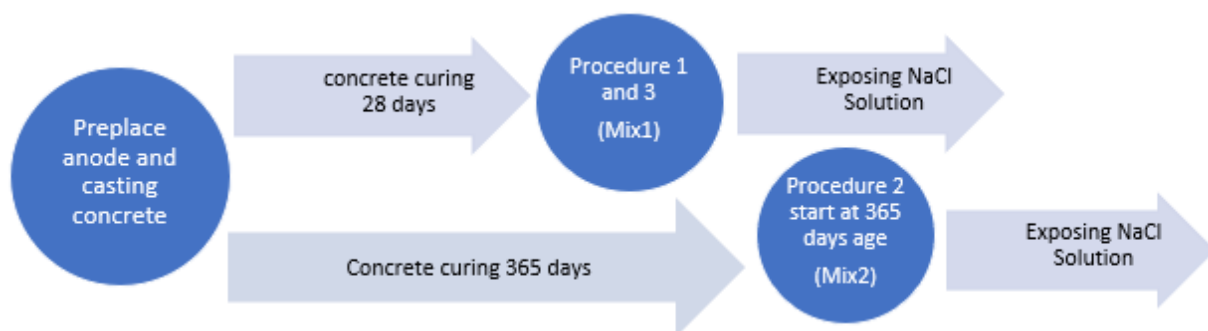 Preplace
anode and
casting
concrete
concrete curing
28 days
Procedure 1
and 3
(Mix1)
Exposing NaCl
Solution
Concrete curing 365 days
Procedure 2
start at 365
days age
(Mix2)
Exposing NaCl
Solution